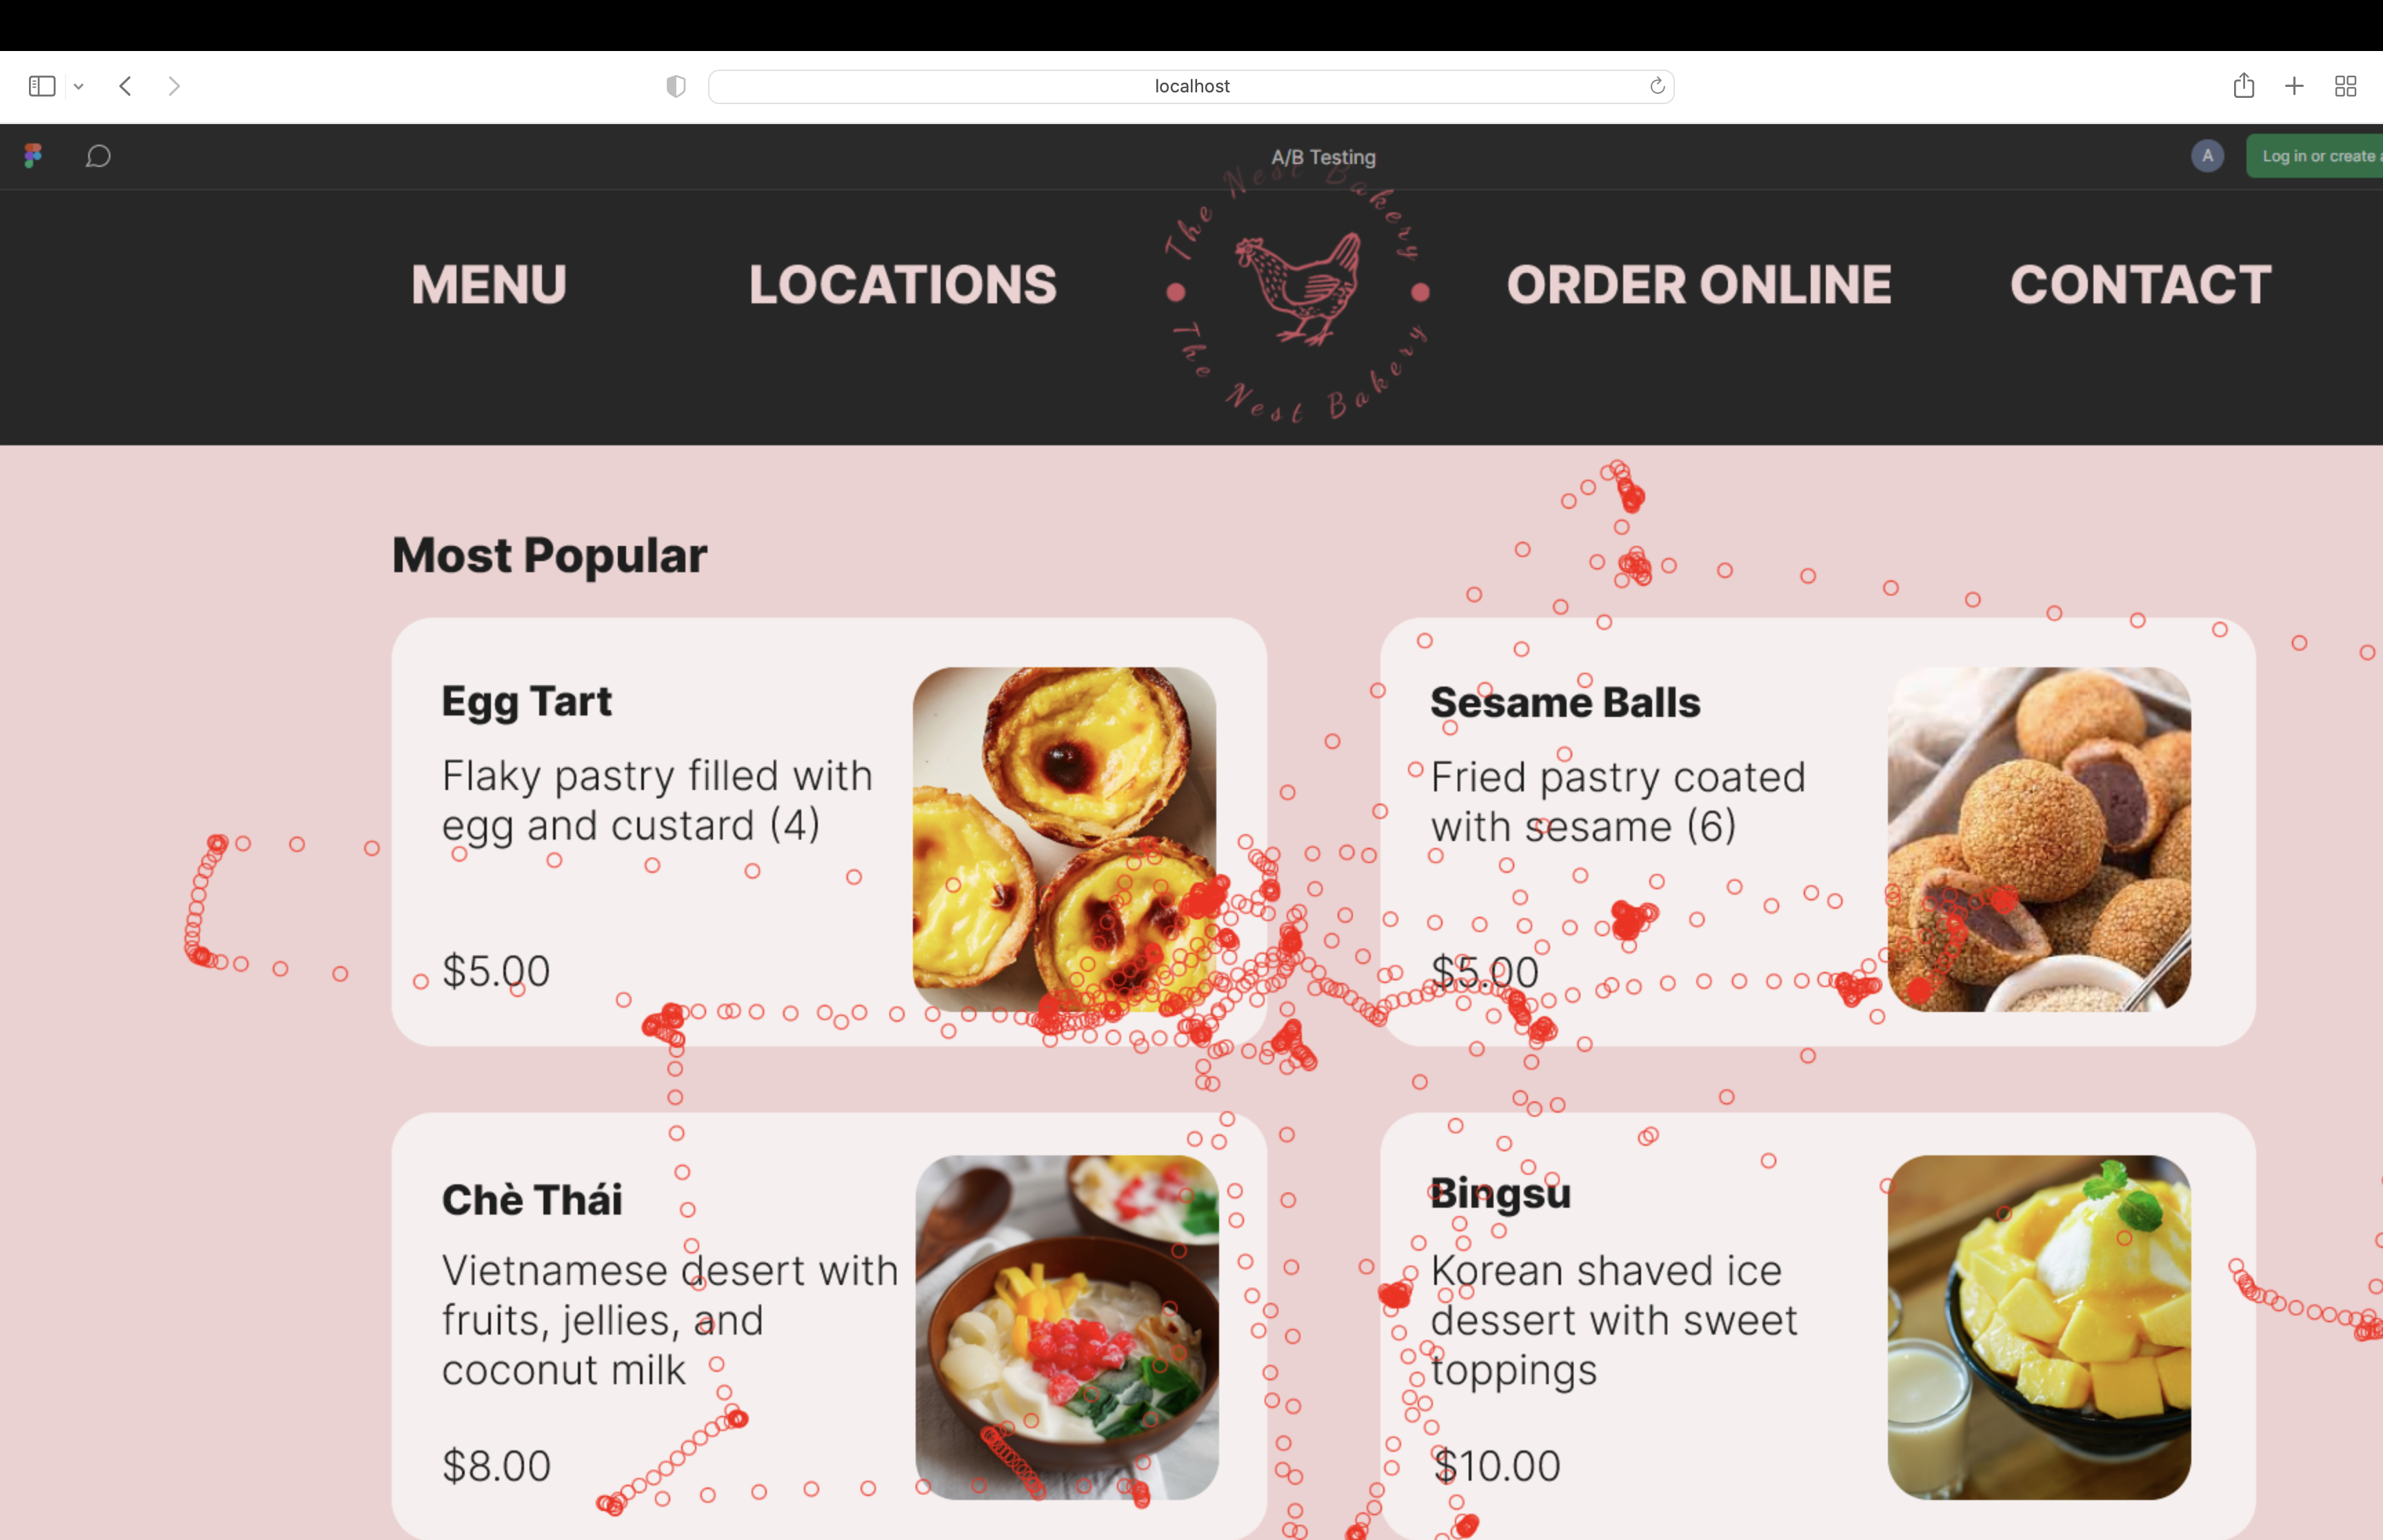 localhost
A/B Testing
A
Log in or create a
MENU
LOCATIONS
The Nest Bakery
The Nest Bakery
ORDER ONLINE
CONTACT
Most Popular
Egg Tart
Flaky pastry filled with
egg and custard (4)
$5.00
Sesame Balls
Fried pastry coated
with sesame (6)
$5.00
Chè Thái
Vietnamese desert with
fruits, jellies, and
coconut milk
$8.00
Bingsu
Korean shaved ice
dessert with sweet
toppings
$10.00